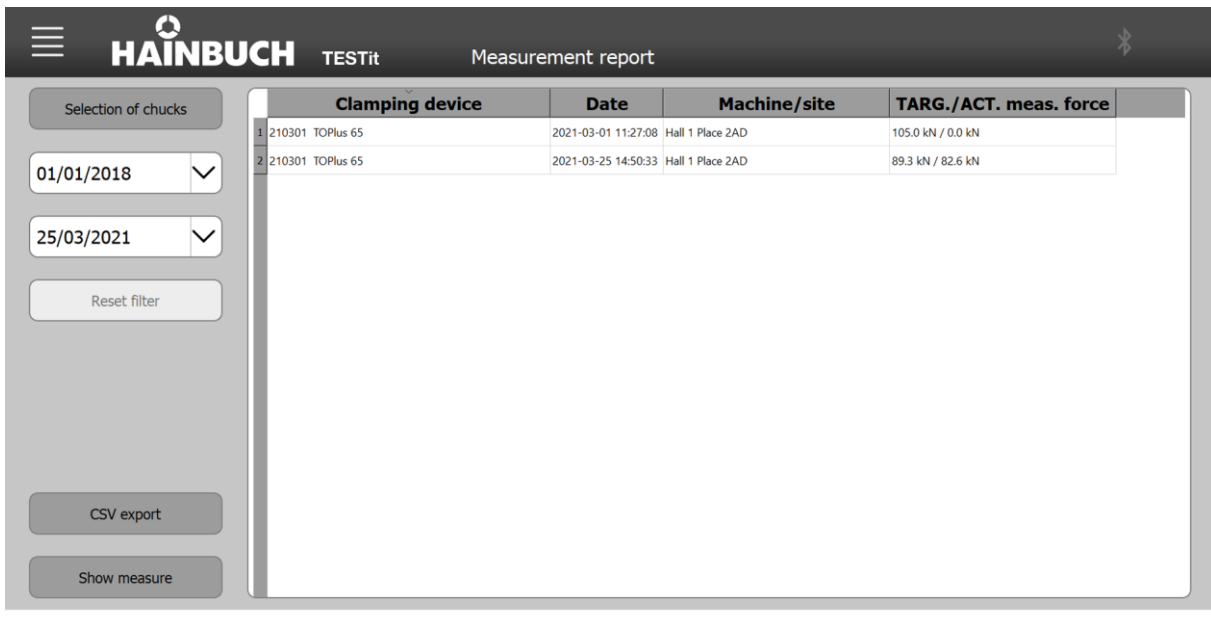 HAINBUCH TESTit Measurement report
Selection of chucks
01/01/2018
25/03/2021
Reset filter
CSV export
Show measure
Clamping device Date Machine/site TARG./ACT. meas. force
1 210301 TOPlus 65 2021-03-01 11:27:08 Hall 1 Place 2AD 105.0 kN / 0.0 kN
2 210301 TOPlus 65 2021-03-25 14:50:33 Hall 1 Place 2AD 89.3 kN / 82.6 kN